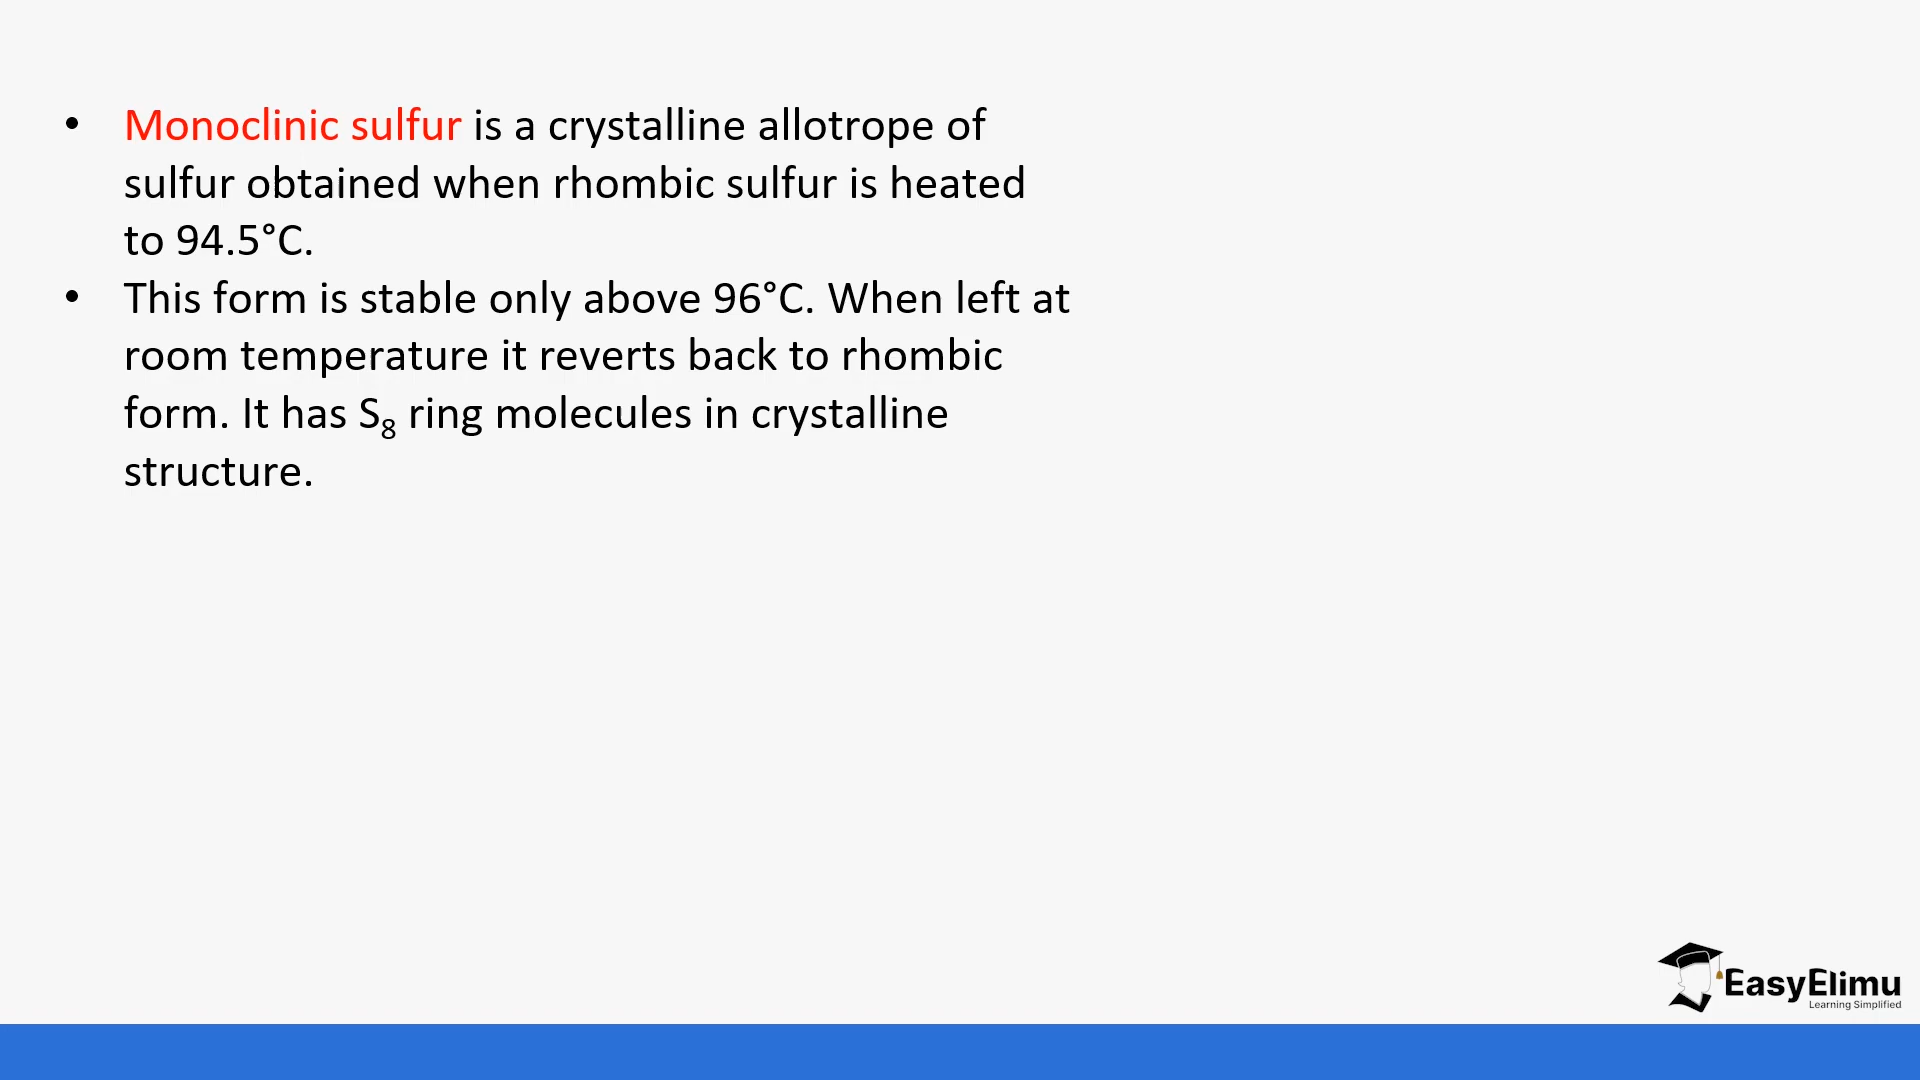 • Monoclinic sulfur is a crystalline allotrope of
sulfur obtained when rhombic sulfur is heated
to 94.5°C.
• This form is stable only above 96°C. When left at
room temperature it reverts back to rhombic
form. It has S₈ ring molecules in crystalline
structure.
EasyElimu
Learning Simplified